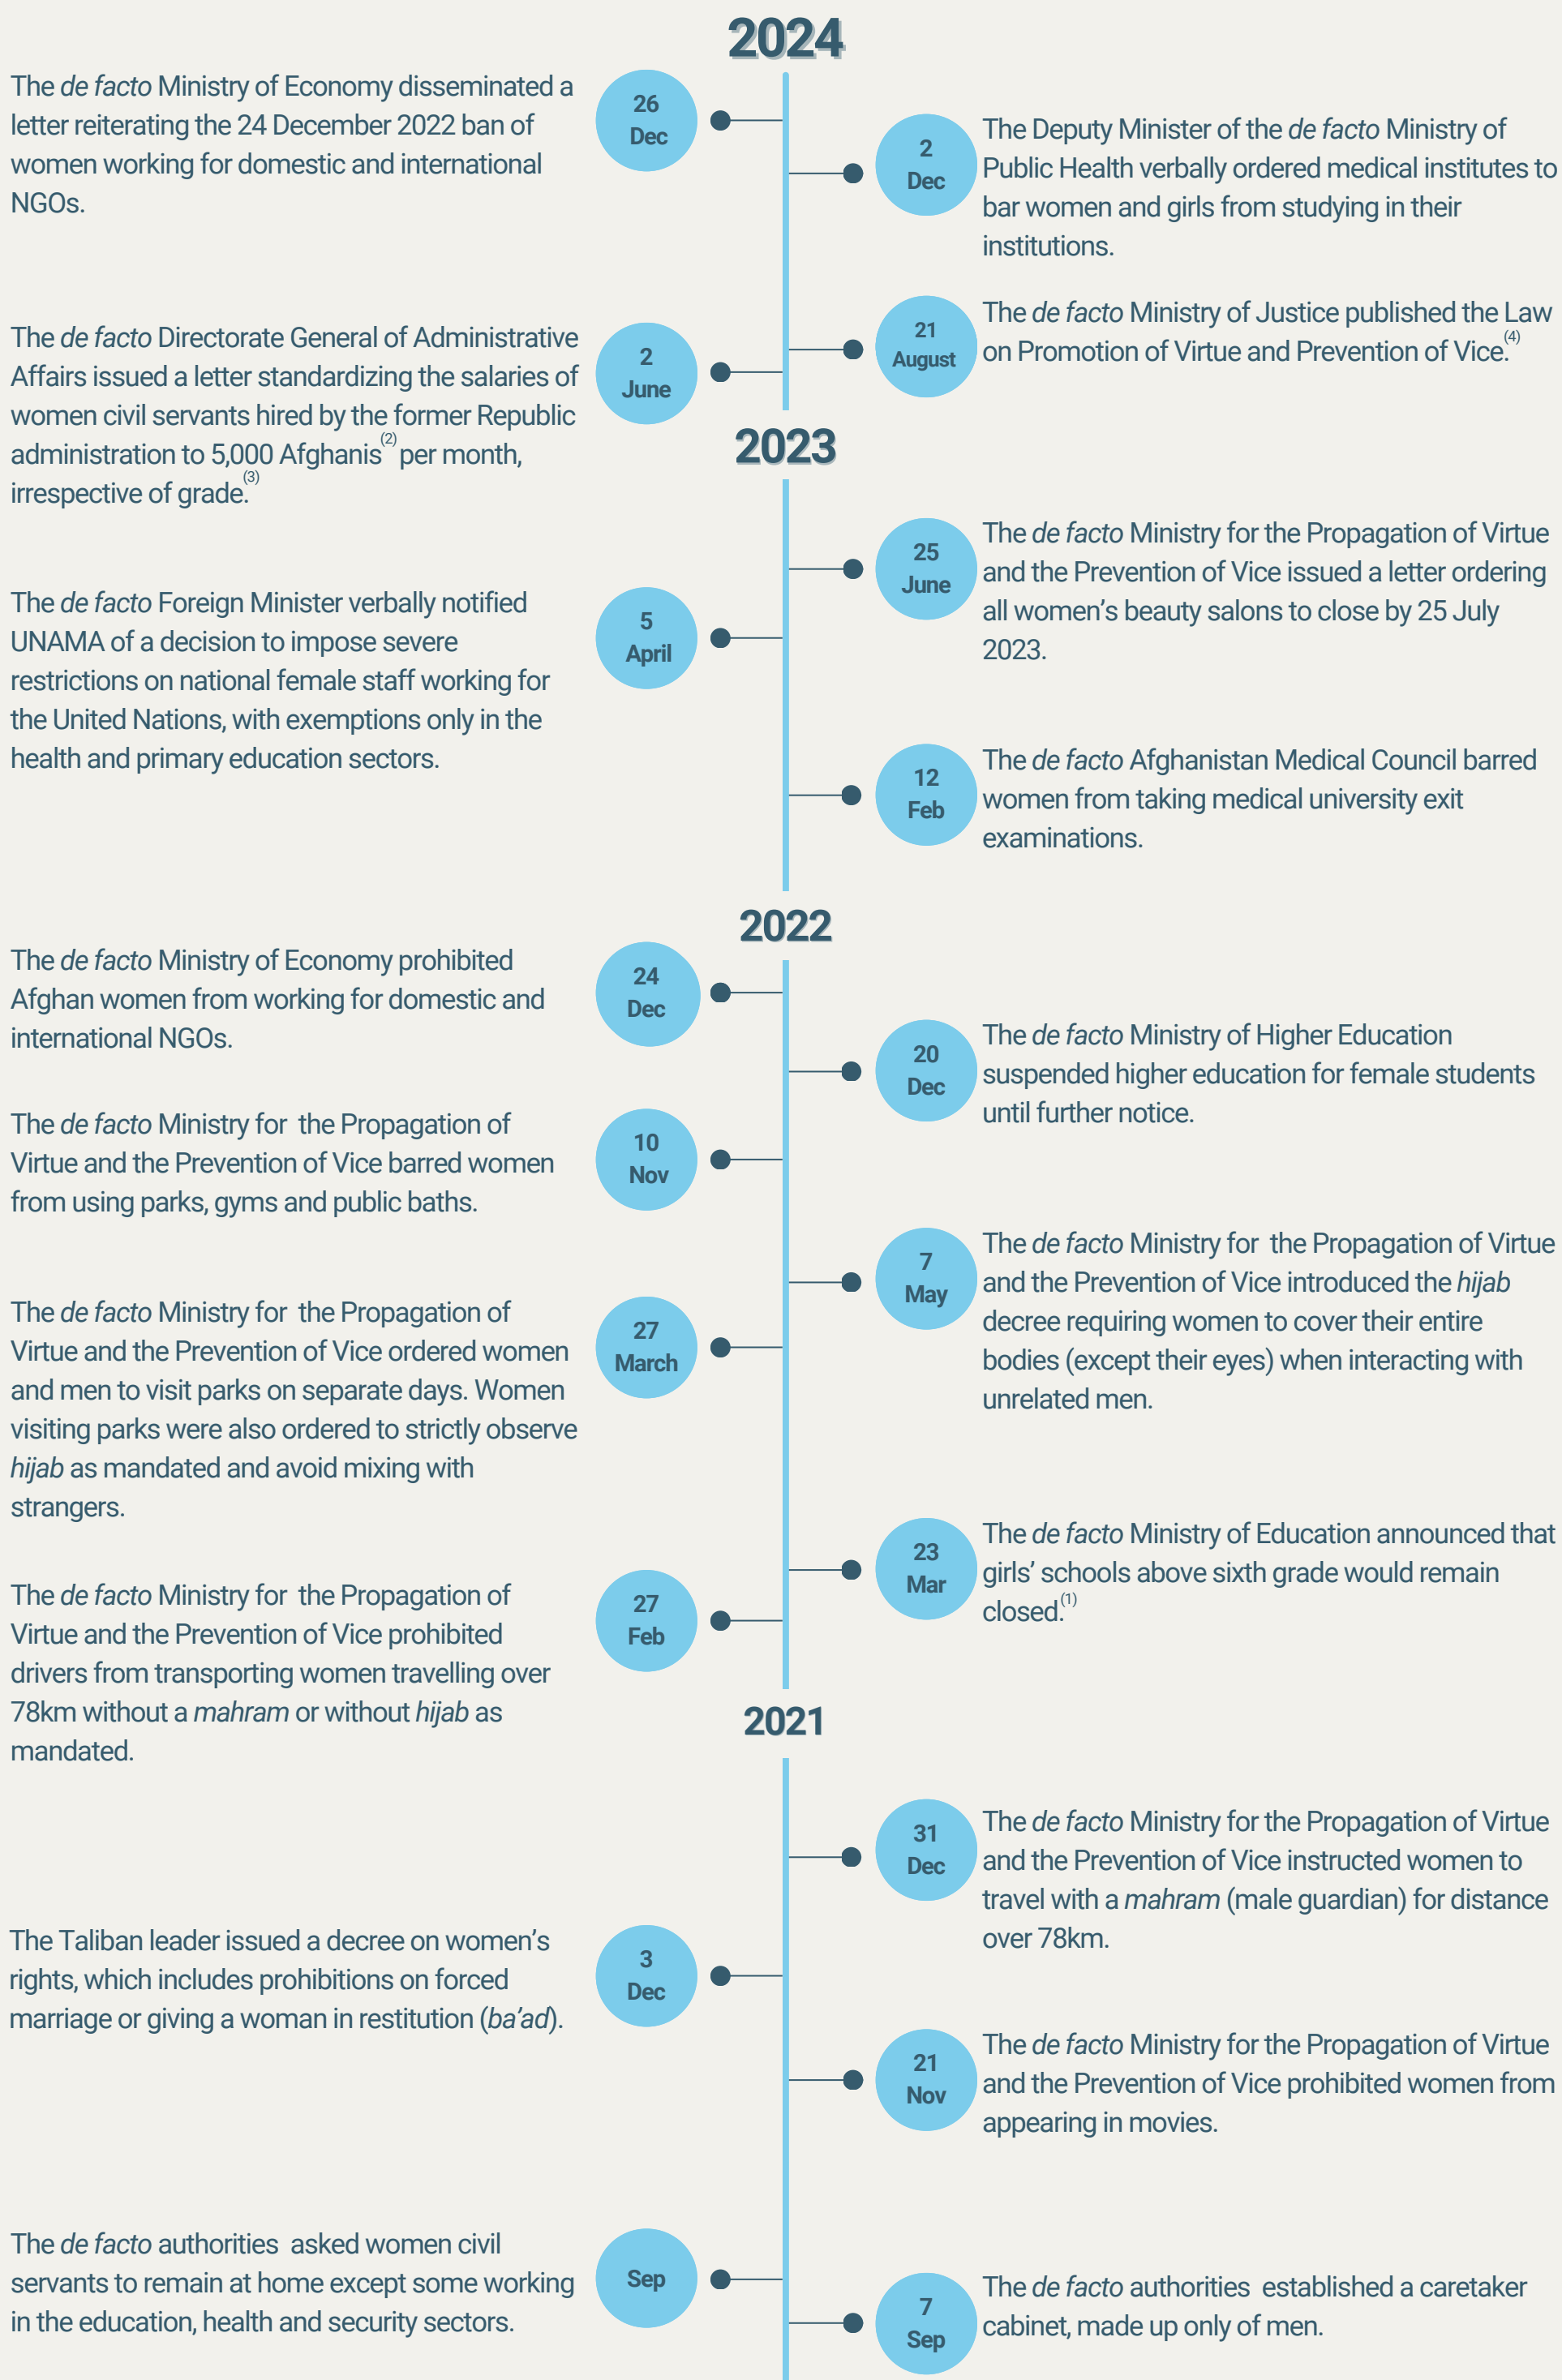 2024
26
Dec
The de facto Ministry of Economy disseminated a
letter reiterating the 24 December 2022 ban of
women working for domestic and international
NGOs.
2
Dec
The Deputy Minister of the de facto Ministry of
Public Health verbally ordered medical institutes to
bar women and girls from studying in their
institutions.
21
August
The de facto Ministry of Justice published the Law
on Promotion of Virtue and Prevention of Vice.(4)
2
June
The de facto Directorate General of Administrative
Affairs issued a letter standardizing the salaries of
women civil servants hired by the former Republic
administration to 5,000 Afghanis(2) per month,
irrespective of grade.(3)
2023
25
June
The de facto Ministry for the Propagation of Virtue
and the Prevention of Vice issued a letter ordering
all women’s beauty salons to close by 25 July
2023.
5
April
The de facto Foreign Minister verbally notified
UNAMA of a decision to impose severe
restrictions on national female staff working for
the United Nations, with exemptions only in the
health and primary education sectors.
12
Feb
The de facto Afghanistan Medical Council barred
women from taking medical university exit
examinations.
2022
24
Dec
The de facto Ministry of Economy prohibited
Afghan women from working for domestic and
international NGOs.
20
Dec
The de facto Ministry of Higher Education
suspended higher education for female students
until further notice.
10
Nov
The de facto Ministry for the Propagation of
Virtue and the Prevention of Vice barred women
from using parks, gyms and public baths.
7
May
The de facto Ministry for the Propagation of Virtue
and the Prevention of Vice introduced the hijab
decree requiring women to cover their entire
bodies (except their eyes) when interacting with
unrelated men.
27
March
The de facto Ministry for the Propagation of
Virtue and the Prevention of Vice ordered women
and men to visit parks on separate days. Women
visiting parks were also ordered to strictly observe
hijab as mandated and avoid mixing with
strangers.
23
Mar
The de facto Ministry of Education announced that
girls’ schools above sixth grade would remain
closed.(1)
27
Feb
The de facto Ministry for the Propagation of
Virtue and the Prevention of Vice prohibited
drivers from transporting women travelling over
78km without a mahram or without hijab as
mandated.
2021
31
Dec
The de facto Ministry for the Propagation of Virtue
and the Prevention of Vice instructed women to
travel with a mahram (male guardian) for distance
over 78km.
3
Dec
The Taliban leader issued a decree on women’s
rights, which includes prohibitions on forced
marriage or giving a woman in restitution (ba’ad).
21
Nov
The de facto Ministry for the Propagation of Virtue
and the Prevention of Vice prohibited women from
appearing in movies.
Sep
The de facto authorities asked women civil
servants to remain at home except some working
in the education, health and security sectors.
7
Sep
The de facto authorities established a caretaker
cabinet, made up only of men.